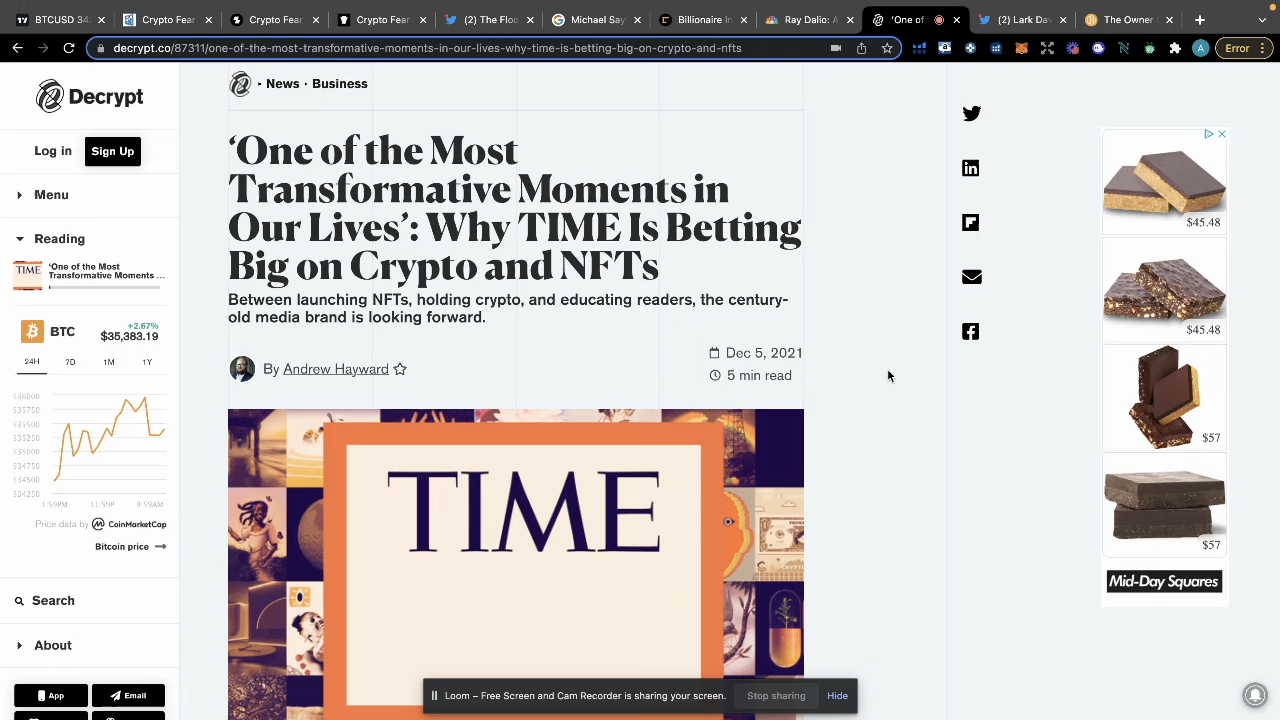 BTCUSD 34
Crypto Fear
Crypto Fear
Crypto Fear
(2) The Floo
Michael Sayl
Billionaire In
Ray Dalio: A
'One of
(2) Lark Dav
The Owner
decrypt.co/87311/one-of-the-most-transformative-moments-in-our-lives-why-time-is-betting-big-on-crypto-and-nfts
A
Error
Decrypt
Log in
Sign Up
Menu
Reading
TIME
'One of the Most
Transformative Moments ...
BTC
+2.67%
$35,383.19
24H 7D 1M 1Y
$36000
$35750
$35500
$35250
$35000
$34750
$34500
$34250
1:59PM 11:59P 9:59AM
Price data by CoinMarketCap
Bitcoin price
Search
About
App
Email
News · Business
‘One of the Most
Transformative Moments in
Our Lives’: Why TIME Is Betting
Big on Crypto and NFTs
Between launching NFTs, holding crypto, and educating readers, the century-
old media brand is looking forward.
By Andrew Hayward
Dec 5, 2021
5 min read
TIME
$45.48
$45.48
$57
$57
Mid-Day Squares
Loom – Free Screen and Cam Recorder is sharing your screen.
Stop sharing
Hide